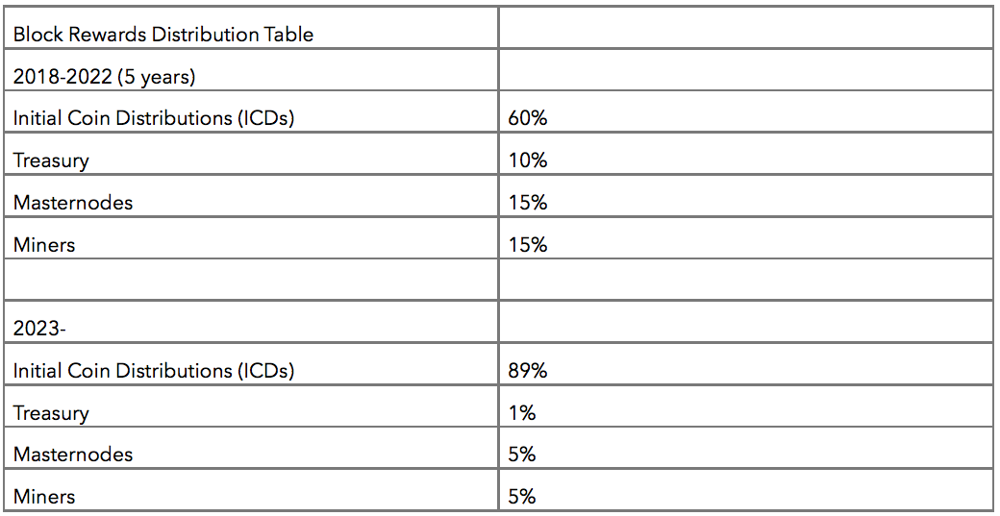 Block Rewards Distribution Table
2018-2022 (5 years)
Initial Coin Distributions (ICDs) 60%
Treasury 10%
Masternodes 15%
Miners 15%
2023-
Initial Coin Distributions (ICDs) 89%
Treasury 1%
Masternodes 5%
Miners 5%